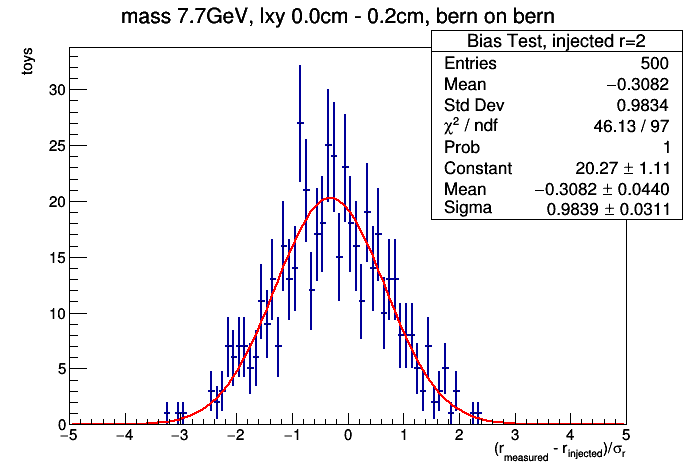 mass 7.7GeV, lxy 0.0cm - 0.2cm, bern on bern
Bias Test, injected r=2
Entries 500
Mean −0.3082
Std Dev 0.9834
χ² / ndf 46.13 / 97
Prob 1
Constant 20.27 ± 1.11
Mean −0.3082 ± 0.0440
Sigma 0.9839 ± 0.0311
toys
30
25
20
15
10
5
0
−5 −4 −3 −2 −1 0 1 2 3 4 5
(r_measured - r_injected)/σ_r